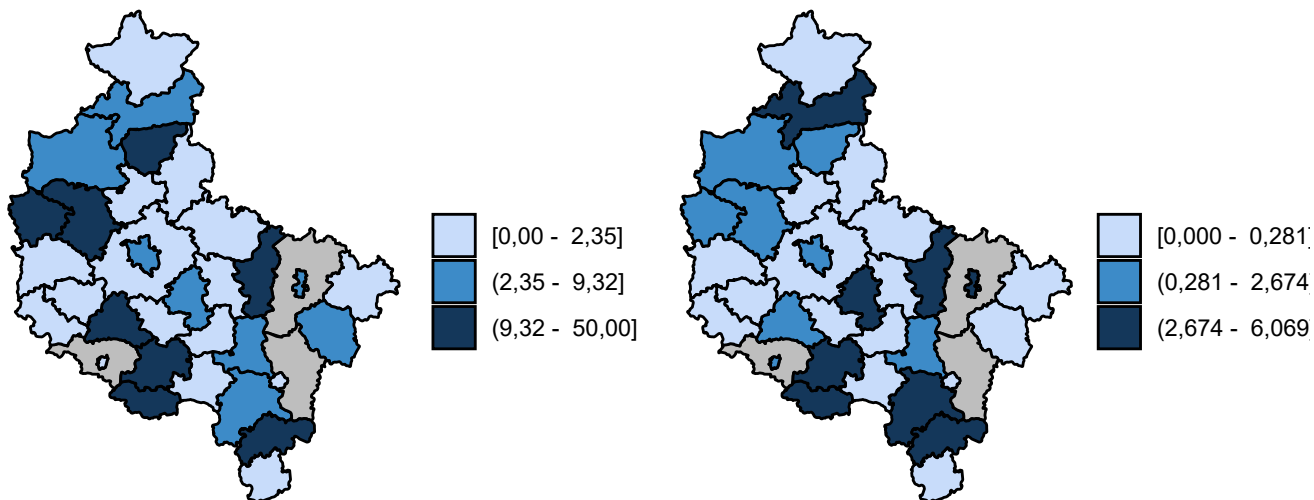 [0,00 -  2,35]
(2,35 -  9,32]
(9,32 -  50,00]
[0,000 -  0,281]
(0,281 -  2,674]
(2,674 -  6,069]